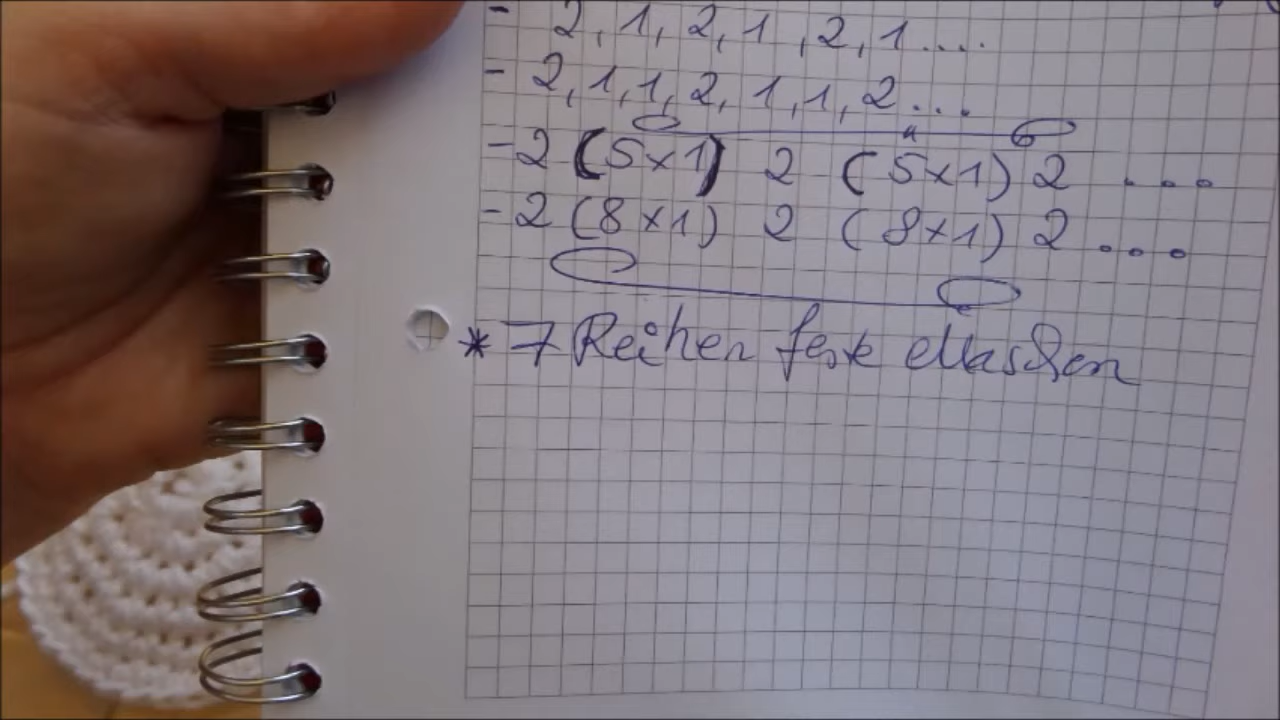 - 2, 1, 2, 1, 2, 1....
- 2, 1, 1, 2, 1, 1, 2...
- 2 (5x1) 2 (5x1) 2 ...
- 2 (8x1) 2 (8x1) 2 ...
* 7 Reihen feste Maschen